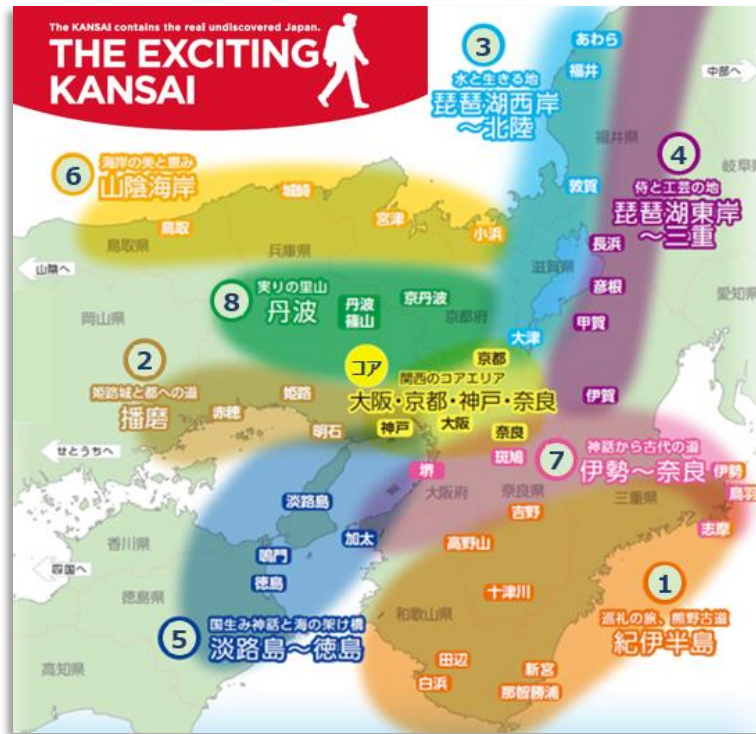 The KANSAI contains the real undiscovered Japan.
THE EXCITING
KANSAI
3
水と生きる地
琵琶湖西岸
～北陸
あわら
福井
福井県
中部へ
岐阜県
4
侍と工芸の地
琵琶湖東岸
～三重
6
海岸の美と恵み
山陰海岸
城崎
鳥取
鳥取県
兵庫県
宮津
小浜
敦賀
長浜
滋賀県
彦根
愛知県
山陰へ
8
実りの里山
丹波
丹波
篠山
京丹波
京都府
甲賀
大津
岡山県
2
姫路城と都への道
播磨
姫路
赤穂
明石
コア
京都
関西のコアエリア
大阪・京都・神戸・奈良
神戸
大阪
奈良
伊賀
せとうちへ
斑鳩
7
神話から古代の道
伊勢～奈良
伊勢
鳥羽
志摩
堺
大阪府
奈良県
三重県
吉野
淡路島
加太
高野山
香川県
四国へ
鳴門
徳島
徳島県
十津川
1
巡礼の旅、熊野古道
紀伊半島
和歌山県
5
国生み神話と海の架け橋
淡路島～徳島
高知県
田辺
白浜
新宮
那智勝浦